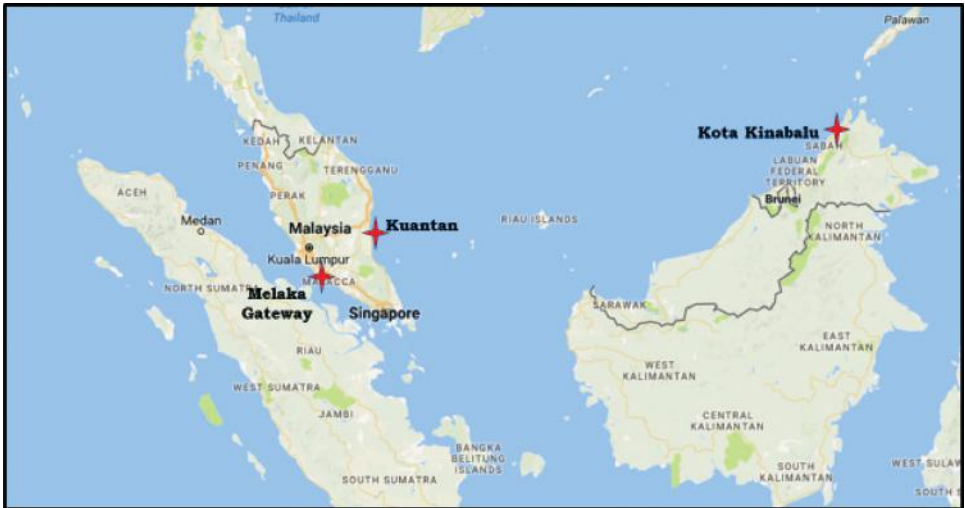 Thailand
Palawan
KEDAH
KELANTAN
PENANG
TERENGGANU
PERAK
Kota Kinabalu
SABAH
LABUAN
FEDERAL
TERRITORY
Brunei
ACEH
Medan
Malaysia
Kuantan
RIAU ISLANDS
NORTH
KALIMANTAN
Kuala Lumpur
MALACCA
NORTH SUMATRA
Melaka
Gateway
Singapore
SARAWAK
RIAU
EAST
KALIMANTAN
WEST
KALIMANTAN
WEST SUMATRA
JAMBI
CENTRAL
KALIMANTAN
BANGKA
BELITUNG
ISLANDS
SOUTH SUMATRA
SOUTH
KALIMANTAN
WEST SULAW
SOUTH S